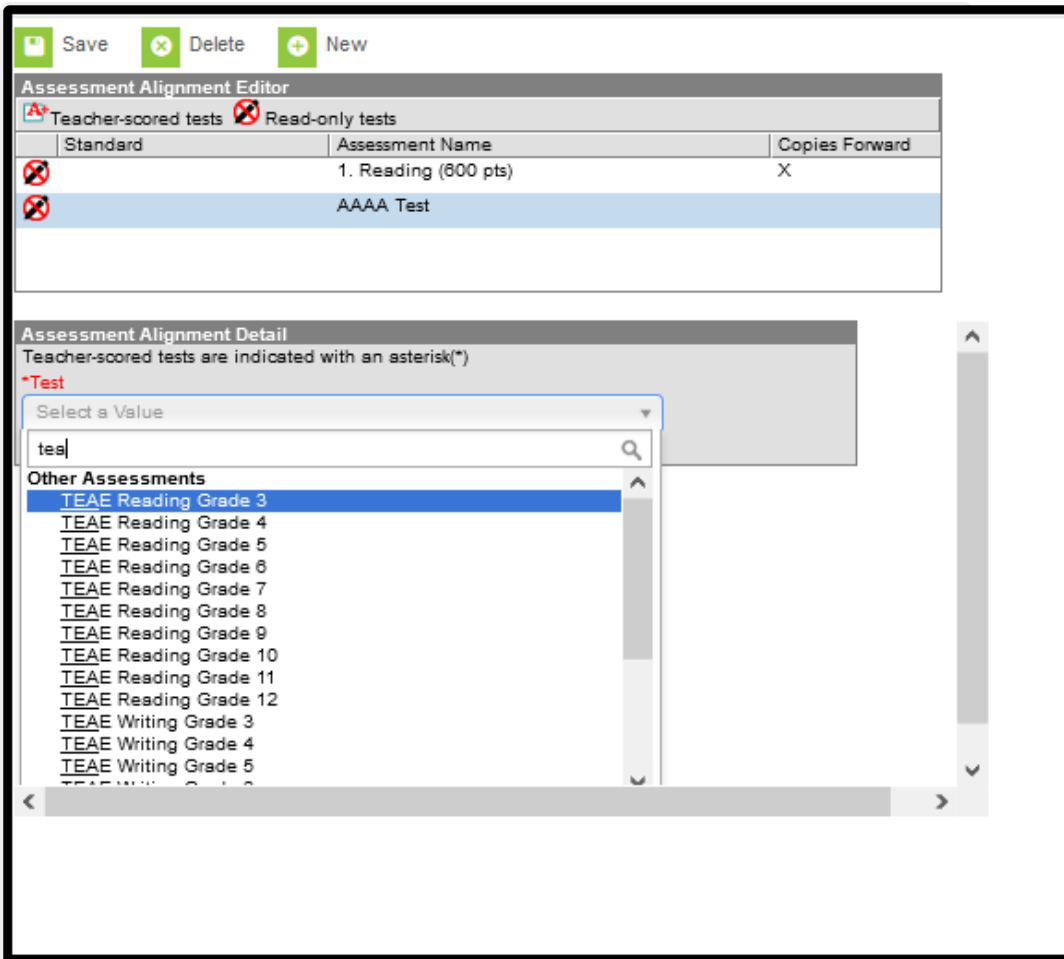 Save Delete New
Assessment Alignment Editor
A+ Teacher-scored tests Read-only tests
Standard Assessment Name Copies Forward
1. Reading (600 pts) X
AAAA Test
Assessment Alignment Detail
Teacher-scored tests are indicated with an asterisk(*)
*Test
Select a Value
tea
Other Assessments
TEAE Reading Grade 3
TEAE Reading Grade 4
TEAE Reading Grade 5
TEAE Reading Grade 6
TEAE Reading Grade 7
TEAE Reading Grade 8
TEAE Reading Grade 9
TEAE Reading Grade 10
TEAE Reading Grade 11
TEAE Reading Grade 12
TEAE Writing Grade 3
TEAE Writing Grade 4
TEAE Writing Grade 5